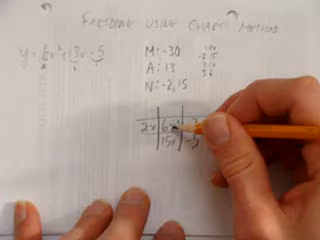 FACTORING USING CHART METHOD
y = 6x² + 13x - 5
M: -30
A: 13
N: -2, 15
2x 6x²
15x -5